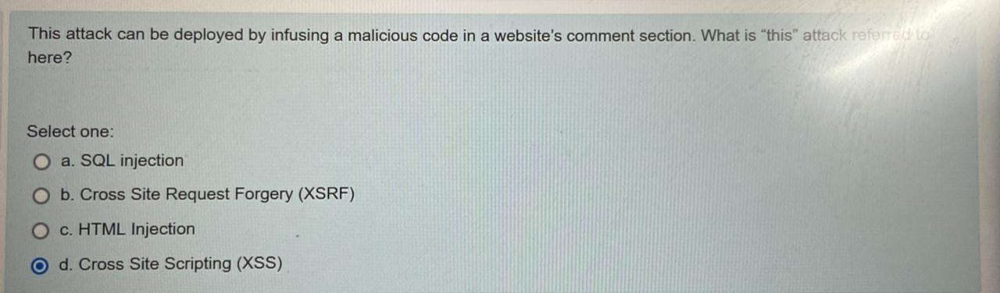 This attack can be deployed by infusing a malicious code in a website's comment section. What is “this” attack referred to
here?
Select one:
a. SQL injection
b. Cross Site Request Forgery (XSRF)
c. HTML Injection
d. Cross Site Scripting (XSS)